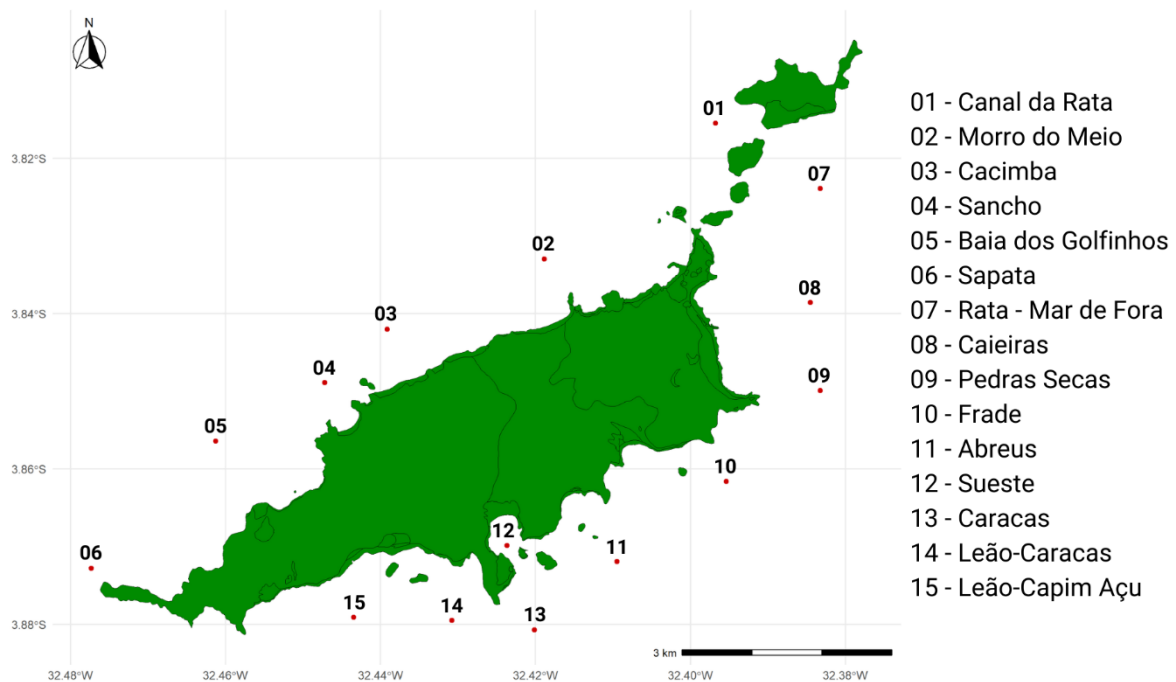 N
01
02
03
04
05
06
07
08
09
10
11
12
13
14
15
3.82°S
3.84°S
3.86°S
3.88°S
32.48°W
32.46°W
32.44°W
32.42°W
32.40°W
32.38°W
3 km
01 - Canal da Rata
02 - Morro do Meio
03 - Cacimba
04 - Sancho
05 - Baia dos Golfinhos
06 - Sapata
07 - Rata - Mar de Fora
08 - Caieiras
09 - Pedras Secas
10 - Frade
11 - Abreus
12 - Sueste
13 - Caracas
14 - Leão-Caracas
15 - Leão-Capim Açu